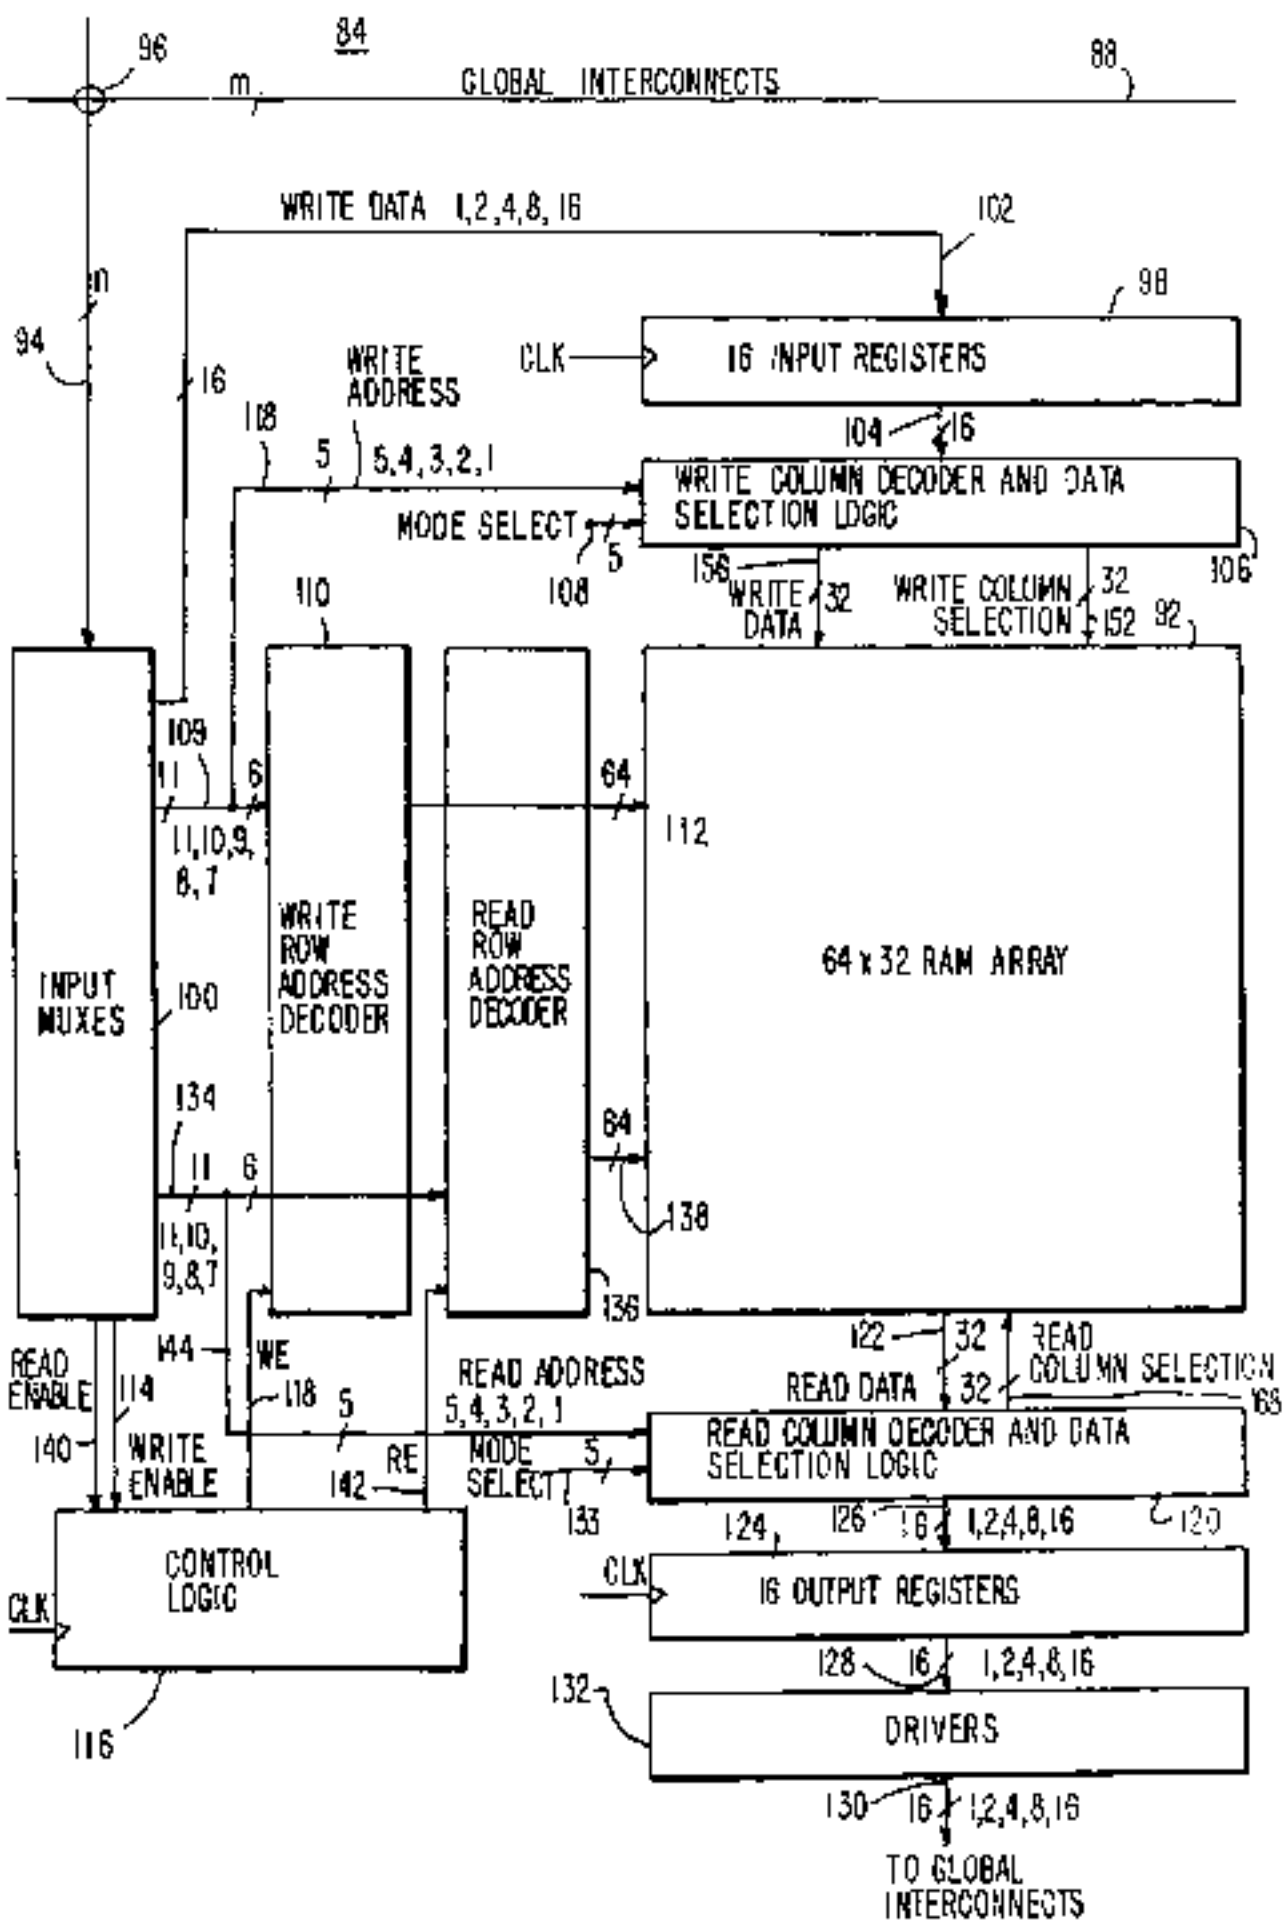 84
96
88
m
GLOBAL INTERCONNECTS
WRITE DATA 1,2,4,8,16
102
n
98
94
16
CLK
16 INPUT REGISTERS
WRITE
ADDRESS
118
104
16
5
5,4,3,2,1
WRITE COLUMN DECODER AND DATA
SELECTION LOGIC
MODE SELECT
5
108
156
106
110
WRITE
DATA
32
WRITE COLUMN
SELECTION
32
152
92
109
11
6
64
112
11,10,9,
8,7
WRITE
ROW
ADDRESS
DECODER
READ
ROW
ADDRESS
DECODER
64 x 32 RAM ARRAY
INPUT
MUXES
100
134
11
6
64
138
11,10,
9,8,7
136
READ
ENABLE
144
WE
122
32
READ
COLUMN SELECTION
114
118
READ ADDRESS
READ DATA
32
168
140
5
5,4,3,2,1
WRITE
ENABLE
RE
142
MODE
SELECT
5
READ COLUMN DECODER AND DATA
SELECTION LOGIC
133
126
16
1,2,4,8,16
120
124
CONTROL
LOGIC
CLK
CLK
16 OUTPUT REGISTERS
128
16
1,2,4,8,16
116
132
DRIVERS
130
16
1,2,4,8,16
TO GLOBAL
INTERCONNECTS